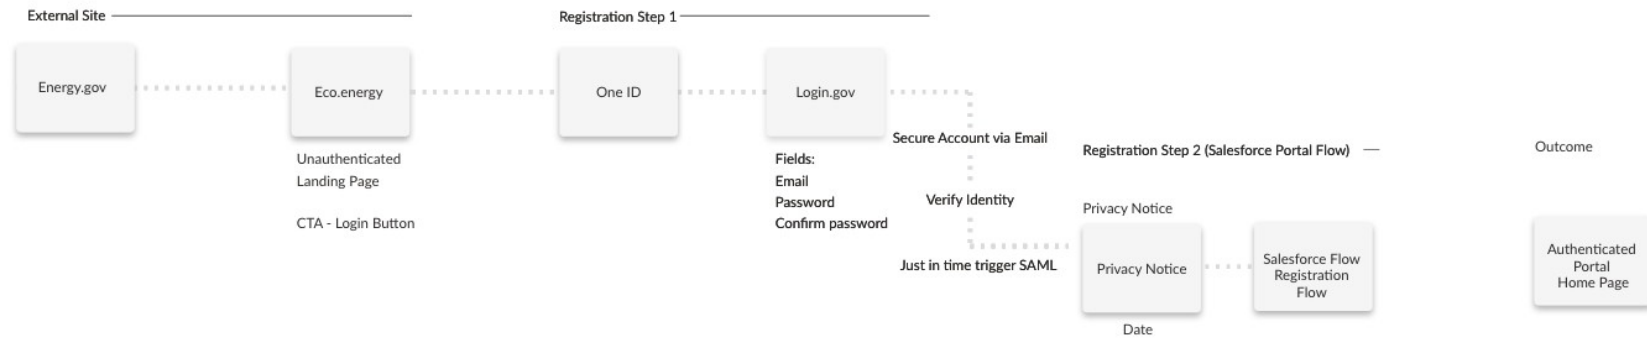 External Site
Registration Step 1
Energy.gov
Eco.energy
One ID
Login.gov
Unauthenticated
Landing Page
CTA - Login Button
Fields:
Email
Password
Confirm password
Secure Account via Email
Verify Identity
Just in time trigger SAML
Registration Step 2 (Salesforce Portal Flow)
Privacy Notice
Privacy Notice
Date
Salesforce Flow
Registration
Flow
Outcome
Authenticated
Portal
Home Page